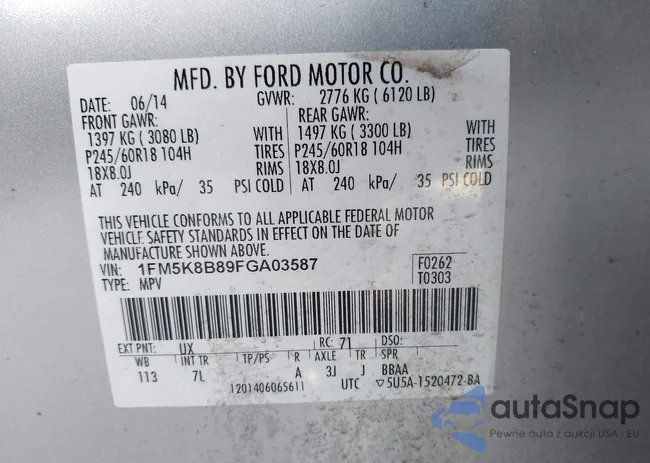 MFD. BY FORD MOTOR CO.
DATE: 06/14 GVWR: 2776 KG ( 6120 LB)
FRONT GAWR: REAR GAWR:
1397 KG ( 3080 LB) WITH 1497 KG ( 3300 LB) WITH
P245/60R18 104H TIRES P245/60R18 104H TIRES
18X8.0J RIMS 18X8.0J RIMS
AT 240 kPa/ 35 PSI COLD AT 240 kPa/ 35 PSI COLD
THIS VEHICLE CONFORMS TO ALL APPLICABLE FEDERAL MOTOR
VEHICLE SAFETY STANDARDS IN EFFECT ON THE DATE OF
MANUFACTURE SHOWN ABOVE.
VIN: 1FM5K8B89FGA03587 F0262
TYPE: MPV T0303
EXT PNT: UX RC: 71 DSO:
WB INT TR TP/PS R AXLE TR SPR
113 7L A 3J J BBAA
1201406065611 UTC ▽5U5A-1520472-BA
autoSnap
Pewne auto z aukcji USA i EU